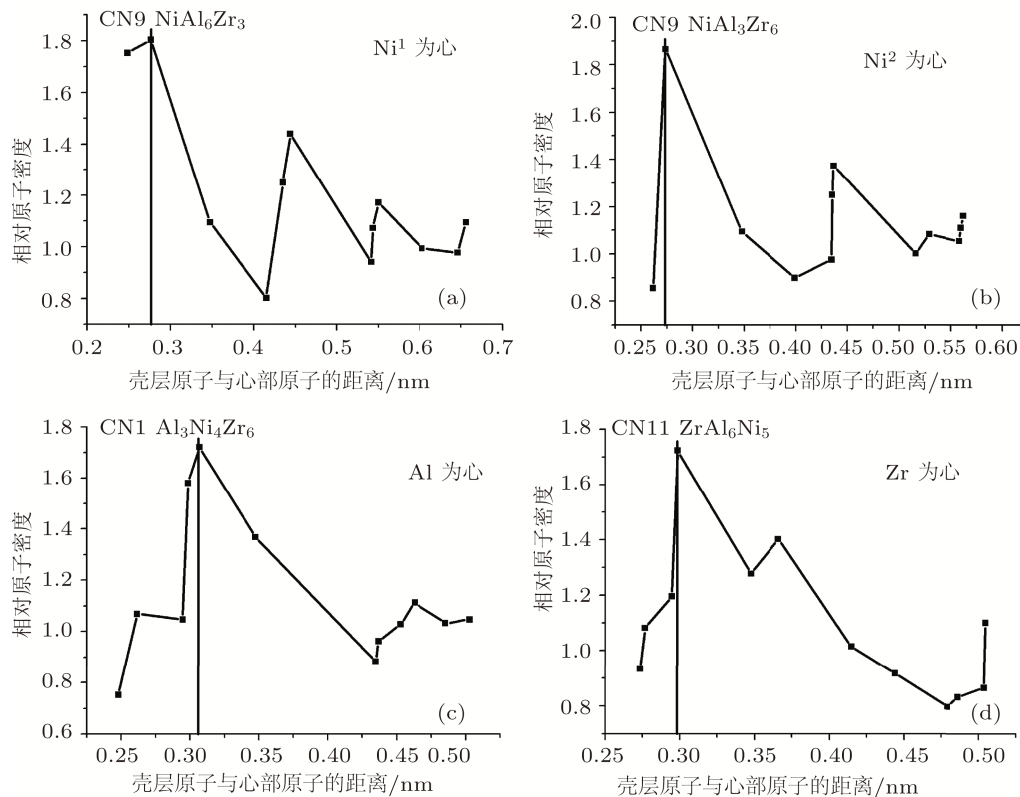 CN9 NiAl₆Zr₃
Ni¹ 为心
1.8
1.6
1.4
1.2
1.0
0.8
相对原子密度
(a)
0.2 0.3 0.4 0.5 0.6 0.7
壳层原子与心部原子的距离/nm
CN9 NiAl₃Zr₆
Ni² 为心
2.0
1.8
1.6
1.4
1.2
1.0
0.8
相对原子密度
(b)
0.25 0.30 0.35 0.40 0.45 0.50 0.55 0.60
壳层原子与心部原子的距离/nm
CN1 Al₃Ni₄Zr₆
Al 为心
1.8
1.6
1.4
1.2
1.0
0.8
0.6
相对原子密度
(c)
0.25 0.30 0.35 0.40 0.45 0.50
壳层原子与心部原子的距离/nm
CN11 ZrAl₆Ni₅
Zr 为心
1.8
1.6
1.4
1.2
1.0
0.8
相对原子密度
(d)
0.25 0.30 0.35 0.40 0.45 0.50
壳层原子与心部原子的距离/nm